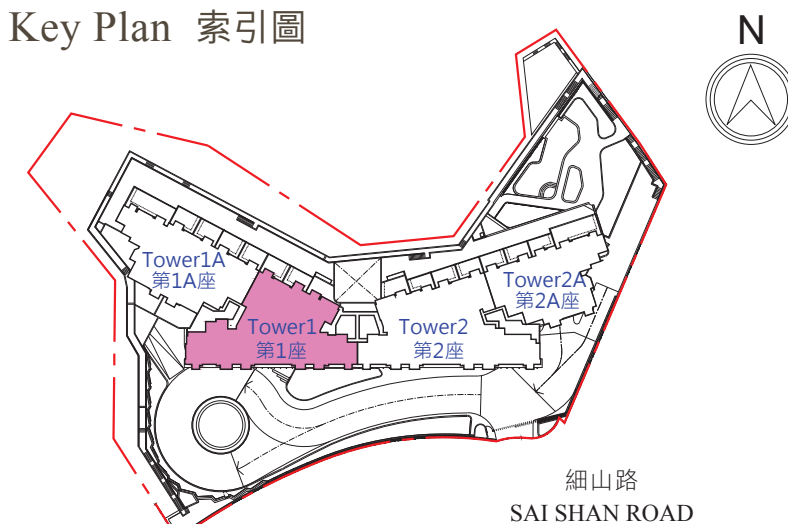 Key Plan 索引圖
N
Tower1A
第1A座
Tower2A
第2A座
Tower1
第1座
Tower2
第2座
細山路
SAI SHAN ROAD